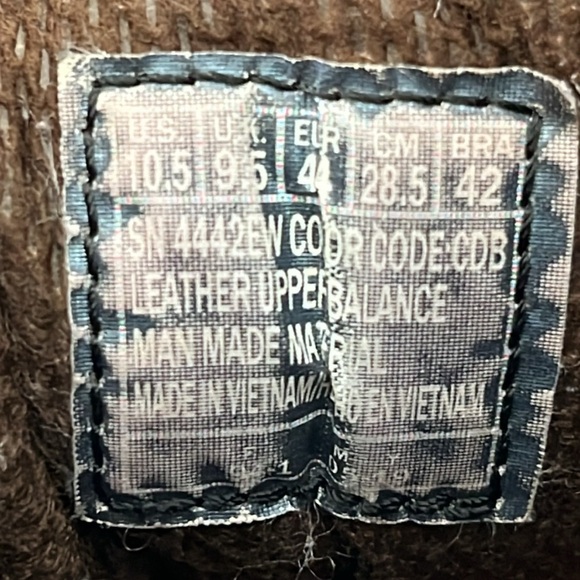 U.S. U.K. EUR CM BRA
10.5 9.5 44 28.5 42
SN 4442EW COLOR CODE:CDB
LEATHER UPPER BALANCE
MAN MADE MATERIAL
MADE IN VIETNAM/HECHO EN VIETNAM